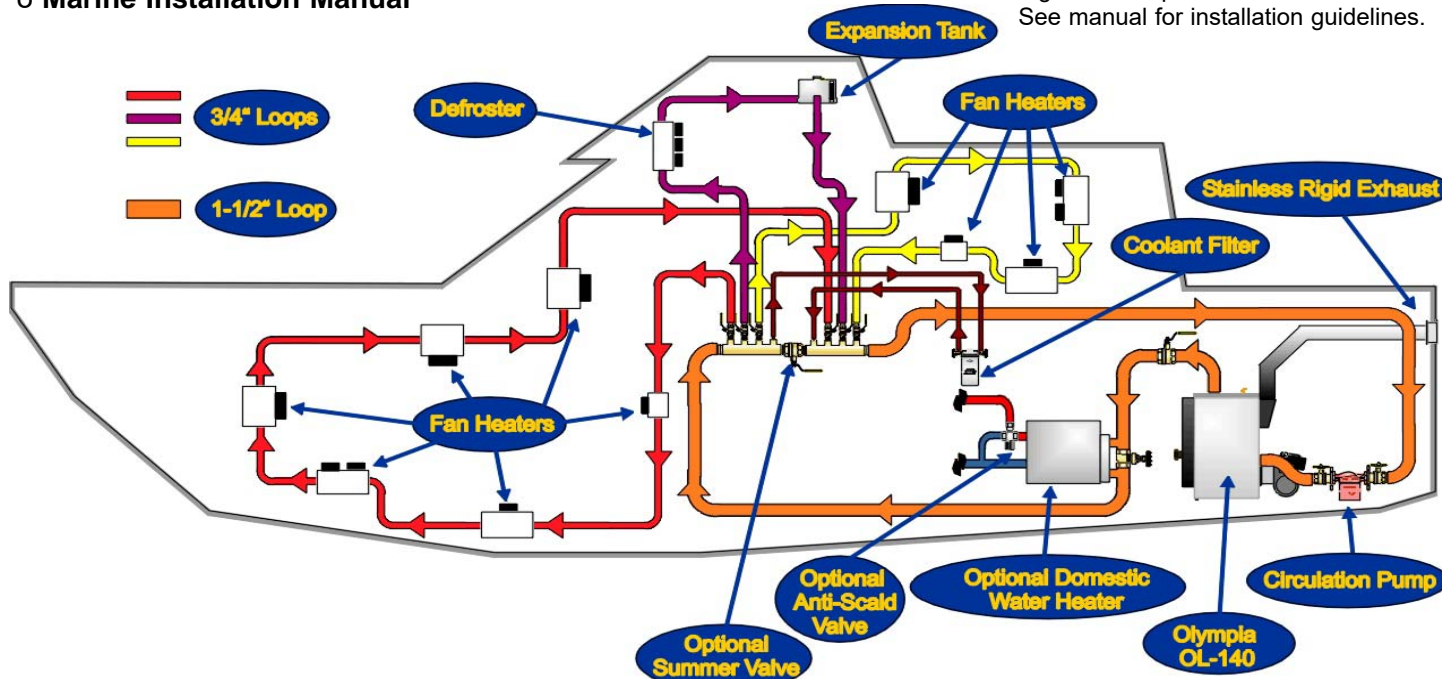 o Marine Installation Manual
See manual for installation guidelines.
Expansion Tank
Defroster
Fan Heaters
3/4" Loops
1-1/2" Loop
Stainless Rigid Exhaust
Coolant Filter
Fan Heaters
Optional
Anti-Scald
Valve
Optional Domestic
Water Heater
Circulation Pump
Olympia
OL-140
Optional
Summer Valve